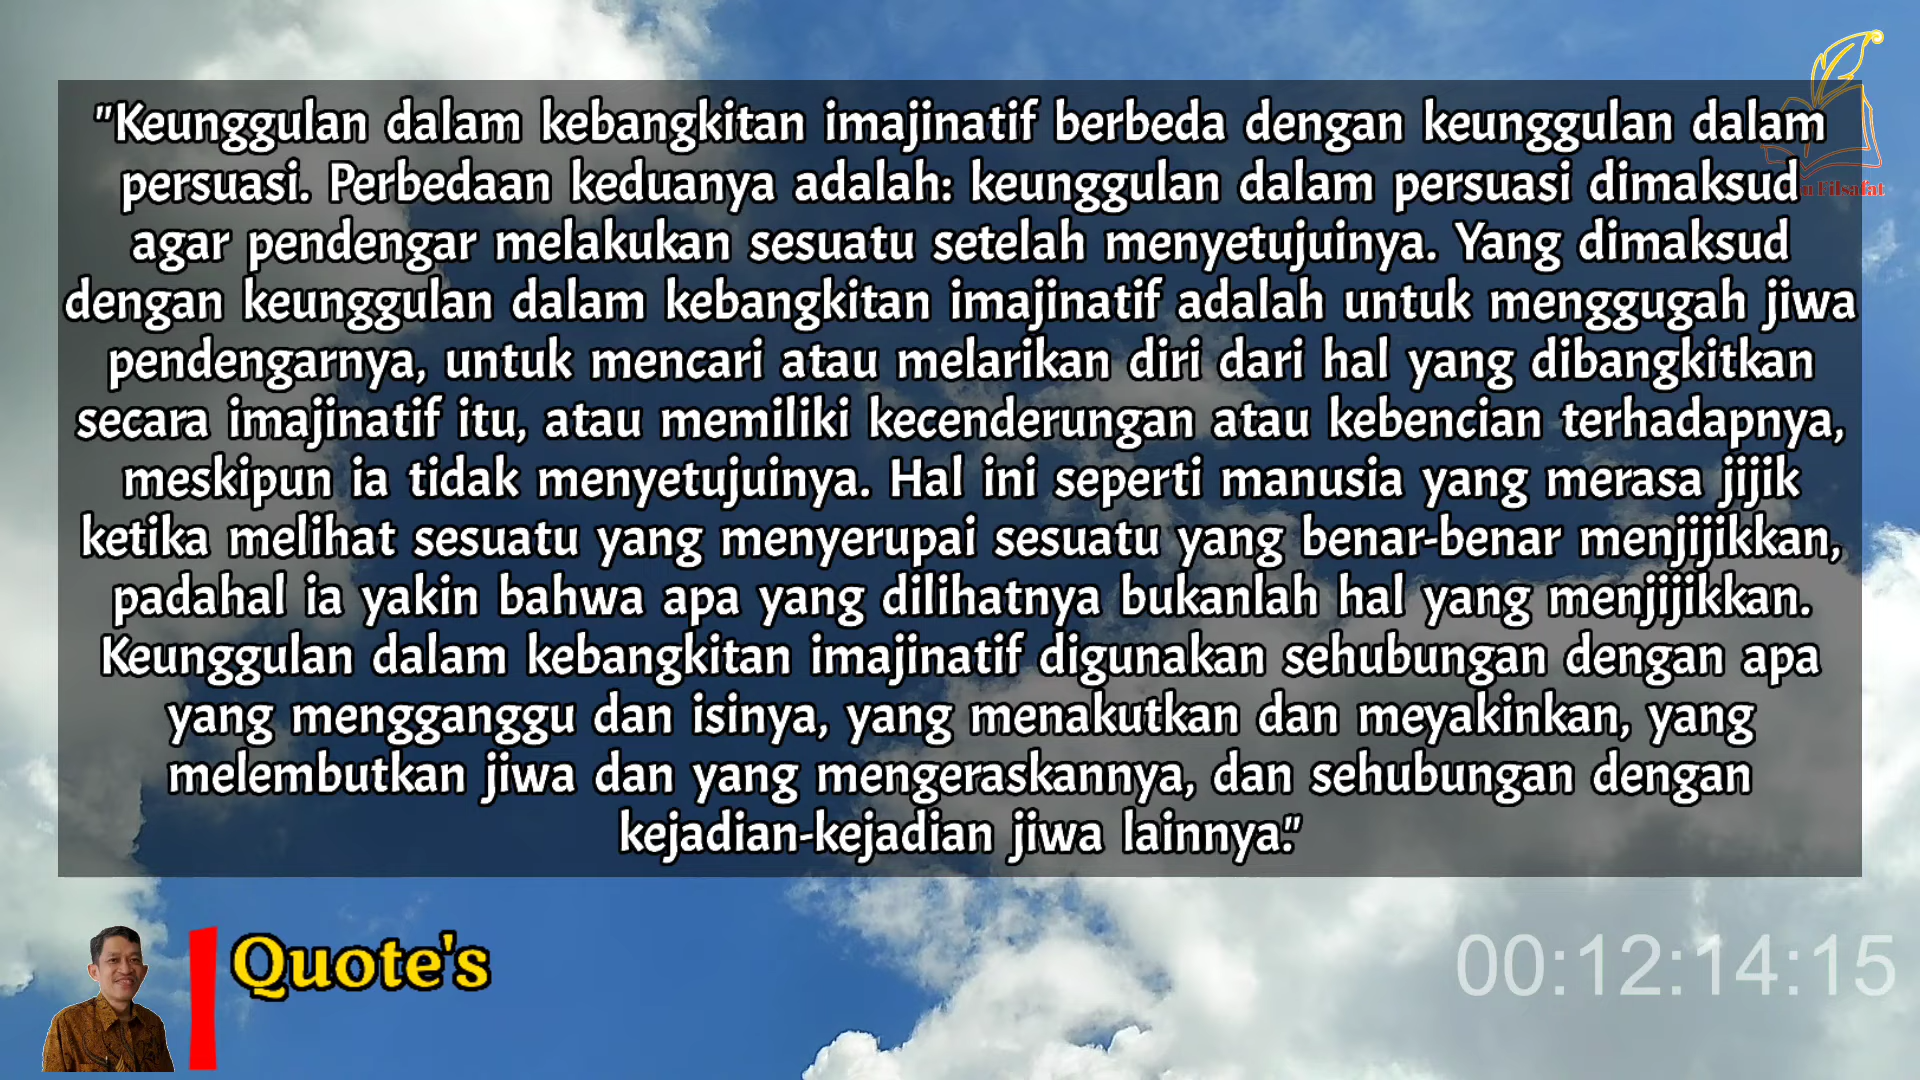 "Keunggulan dalam kebangkitan imajinatif berbeda dengan keunggulan dalam
persuasi. Perbedaan keduanya adalah: keunggulan dalam persuasi dimaksud
agar pendengar melakukan sesuatu setelah menyetujuinya. Yang dimaksud
dengan keunggulan dalam kebangkitan imajinatif adalah untuk menggugah jiwa
pendengarnya, untuk mencari atau melarikan diri dari hal yang dibangkitkan
secara imajinatif itu, atau memiliki kecenderungan atau kebencian terhadapnya,
meskipun ia tidak menyetujuinya. Hal ini seperti manusia yang merasa jijik
ketika melihat sesuatu yang menyerupai sesuatu yang benar-benar menjijikkan,
padahal ia yakin bahwa apa yang dilihatnya bukanlah hal yang menjijikkan.
Keunggulan dalam kebangkitan imajinatif digunakan sehubungan dengan apa
yang mengganggu dan isinya, yang menakutkan dan meyakinkan, yang
melembutkan jiwa dan yang mengeraskannya, dan sehubungan dengan
kejadian-kejadian jiwa lainnya."
Filsafat
Quote's
00:12:14:15